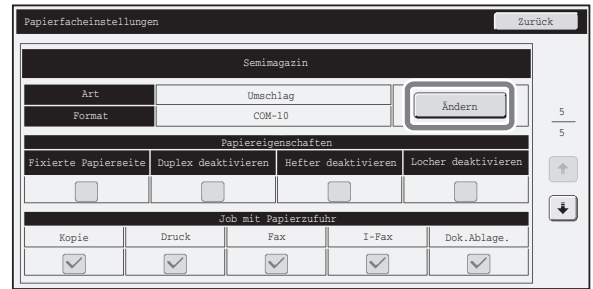 Papierfacheinstellungen Zurück
Semimagazin
Art Umschlag
Ändern
Format COM-10
5
5
Papiereigenschaften
Fixierte Papierseite Duplex deaktivieren Hefter deaktivieren Locher deaktivieren
Job mit Papierzufuhr
Kopie Druck Fax I-Fax Dok.Ablage.